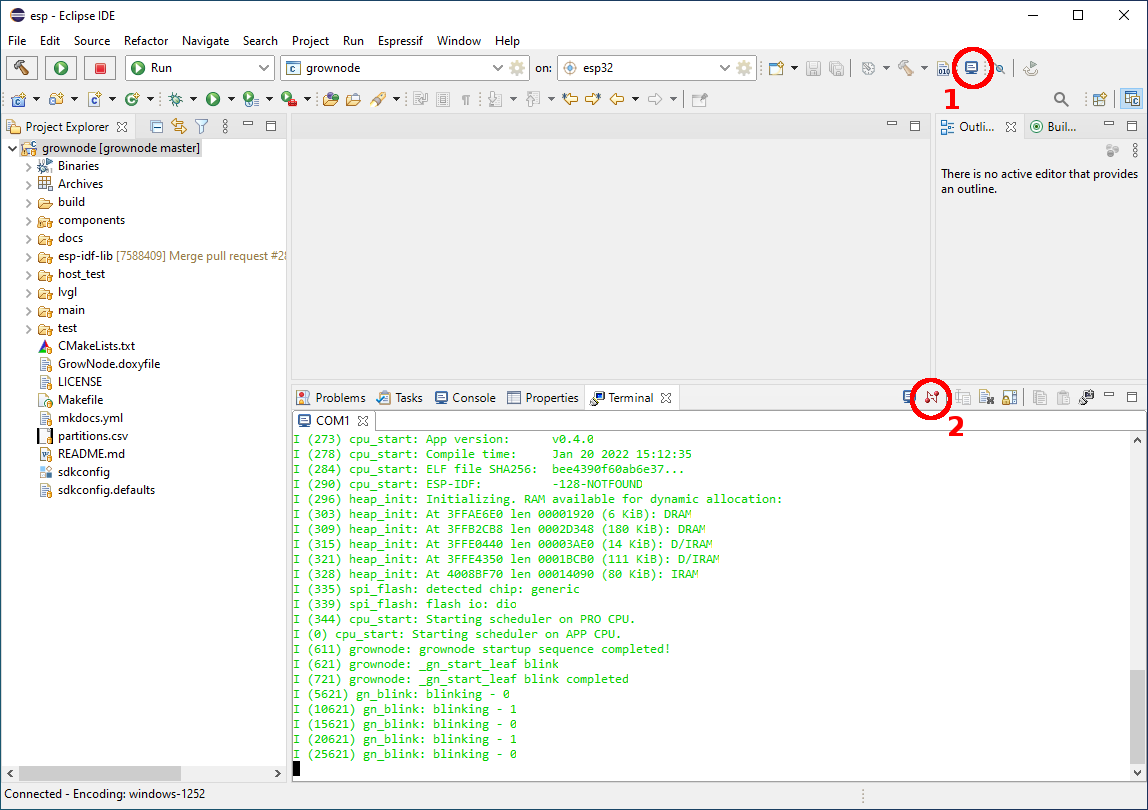 esp - Eclipse IDE
File Edit Source Refactor Navigate Search Project Run Espressif Window Help
Run
grownode
on:
esp32
010
1
Project Explorer
Outli...
Buil...
grownode [grownode master]
Binaries
Archives
build
components
docs
esp-idf-lib [7588409] Merge pull request #28
host_test
lvgl
main
test
CMakeLists.txt
GrowNode.doxyfile
LICENSE
Makefile
mkdocs.yml
partitions.csv
README.md
sdkconfig
sdkconfig.defaults
There is no active editor that provides
an outline.
Problems Tasks Console Properties Terminal
2
COM1
I (273) cpu_start: App version:      v0.4.0
I (278) cpu_start: Compile time:     Jan 20 2022 15:12:35
I (284) cpu_start: ELF file SHA256:  bee4390f60ab6e37...
I (290) cpu_start: ESP-IDF:          -128-NOTFOUND
I (296) heap_init: Initializing. RAM available for dynamic allocation:
I (303) heap_init: At 3FFAE6E0 len 00001920 (6 KiB): DRAM
I (309) heap_init: At 3FFB2CB8 len 0002D348 (180 KiB): DRAM
I (315) heap_init: At 3FFE0440 len 00003AE0 (14 KiB): D/IRAM
I (321) heap_init: At 3FFE4350 len 0001BCB0 (111 KiB): D/IRAM
I (328) heap_init: At 4008BF70 len 00014090 (80 KiB): IRAM
I (335) spi_flash: detected chip: generic
I (339) spi_flash: flash io: dio
I (344) cpu_start: Starting scheduler on PRO CPU.
I (0) cpu_start: Starting scheduler on APP CPU.
I (611) grownode: grownode startup sequence completed!
I (621) grownode: _gn_start_leaf blink
I (721) grownode: _gn_start_leaf blink completed
I (5621) gn_blink: blinking - 0
I (10621) gn_blink: blinking - 1
I (15621) gn_blink: blinking - 0
I (20621) gn_blink: blinking - 1
I (25621) gn_blink: blinking - 0
Connected - Encoding: windows-1252